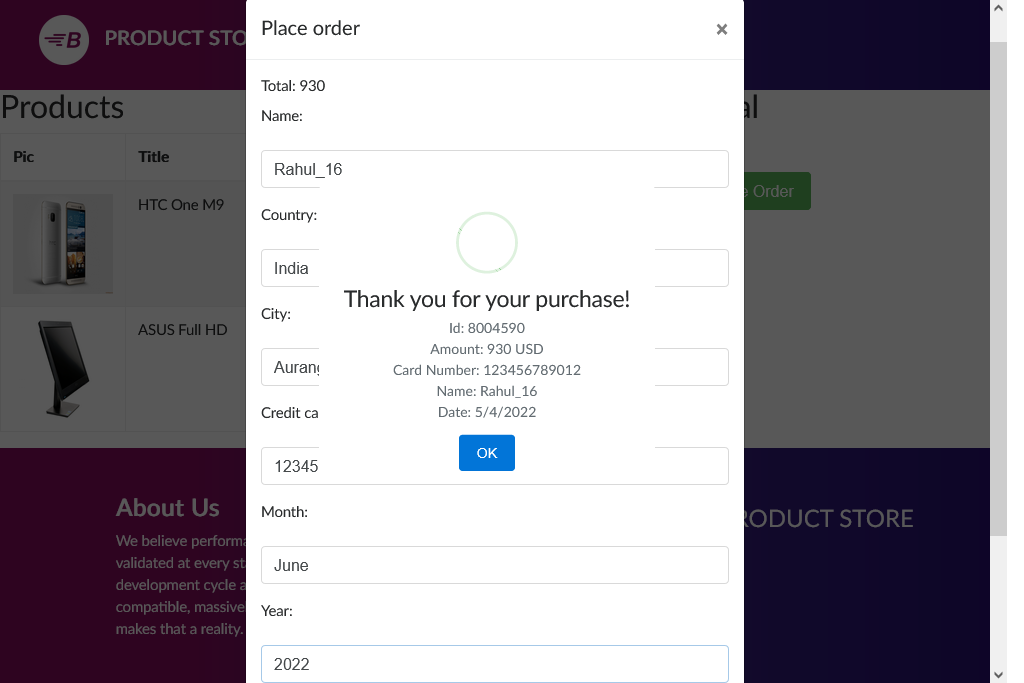 Place order
×
B PRODUCT STO
Total: 930
Name:
Rahul_16
Products
Pic
Title
HTC One M9
Order
Country:
India
Thank you for your purchase!
Id: 8004590
Amount: 930 USD
Card Number: 123456789012
Name: Rahul_16
Date: 5/4/2022
OK
City:
Aurang
ASUS Full HD
Credit ca
12345
Month:
June
Year:
2022
About Us
We believe performa
validated at every st
development cycle a
compatible, massive
makes that a reality.
RODUCT STORE